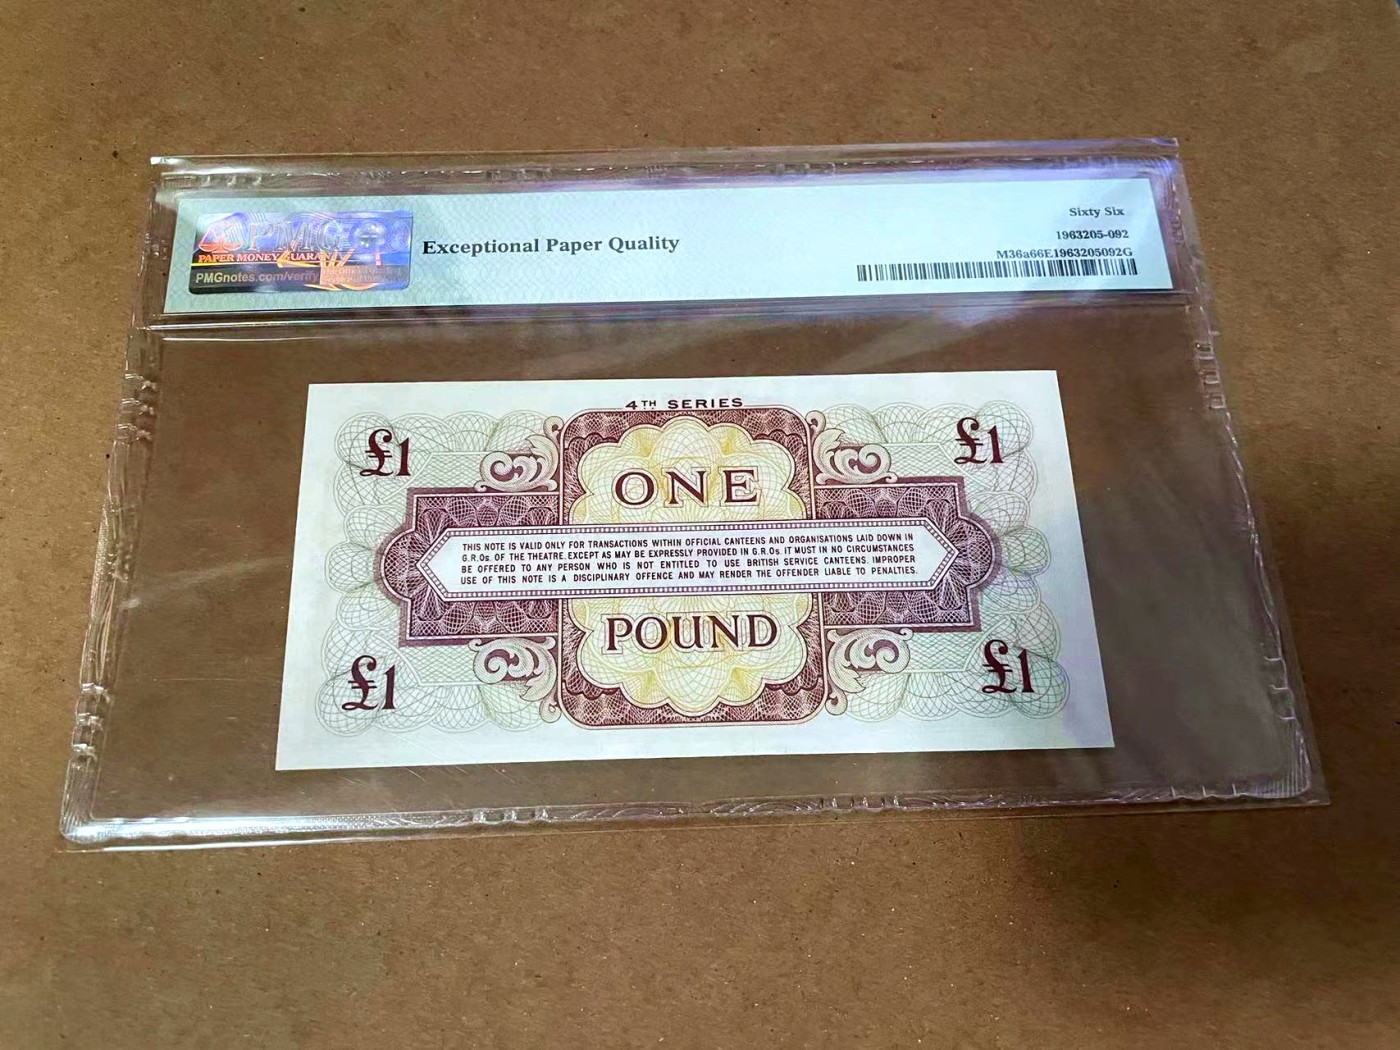 PMG
PAPER MONEY GUARANTY
PMGnotes.com/verify
Exceptional Paper Quality
Sixty Six
1963205-092
M36a66E1963205092G
4TH SERIES
£1
£1
ONE
THIS NOTE IS VALID ONLY FOR TRANSACTIONS WITHIN OFFICIAL CANTEENS AND ORGANISATIONS LAID DOWN IN
G.R.Os. OF THE THEATRE. EXCEPT AS MAY BE EXPRESSLY PROVIDED IN G.R.Os. IT MUST IN NO CIRCUMSTANCES
BE OFFERED TO ANY PERSON WHO IS NOT ENTITLED TO USE BRITISH SERVICE CANTEENS. IMPROPER
USE OF THIS NOTE IS A DISCIPLINARY OFFENCE AND MAY RENDER THE OFFENDER LIABLE TO PENALTIES.
POUND
£1
£1